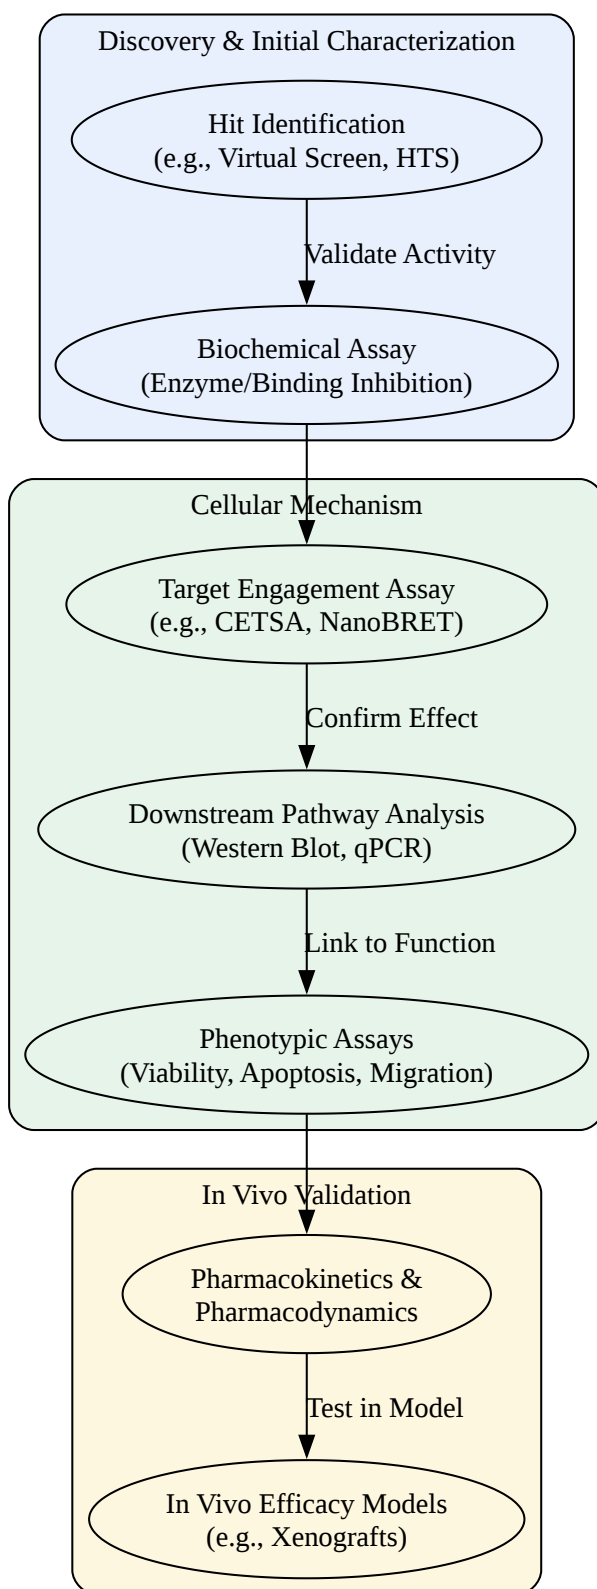 Discovery & Initial Characterization
Hit Identification
(e.g., Virtual Screen, HTS)
Validate Activity
Biochemical Assay
(Enzyme/Binding Inhibition)
Cellular Mechanism
Target Engagement Assay
(e.g., CETSA, NanoBRET)
Confirm Effect
Downstream Pathway Analysis
(Western Blot, qPCR)
Link to Function
Phenotypic Assays
(Viability, Apoptosis, Migration)
In Vivo Validation
Pharmacokinetics &
Pharmacodynamics
Test in Model
In Vivo Efficacy Models
(e.g., Xenografts)